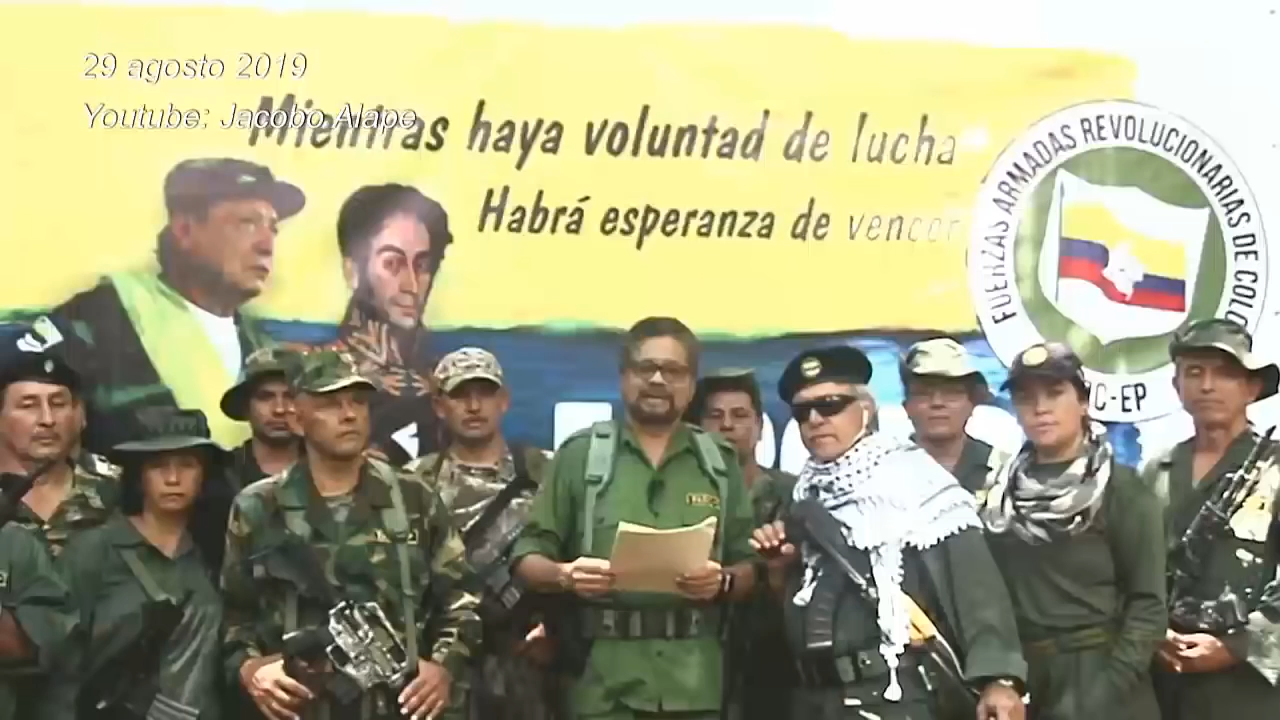 29 agosto 2019
Youtube: Jacobo Alape
Mientras haya voluntad de lucha
Habrá esperanza de vencer
FUERZAS ARMADAS REVOLUCIONARIAS DE COLO
C-EP